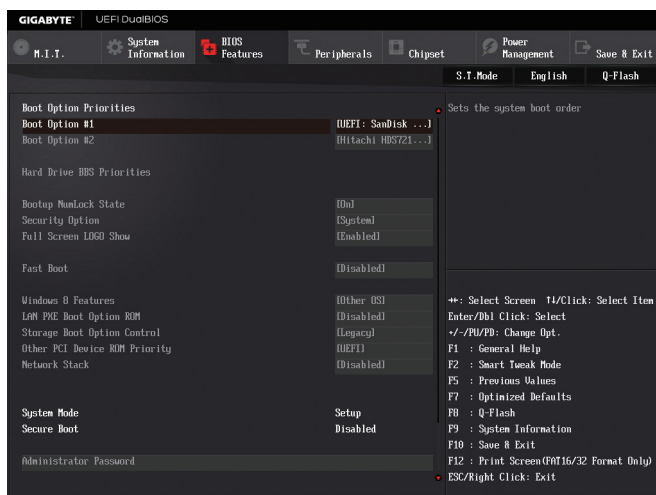 GIGABYTE™ UEFI DualBIOS
M.I.T.
System Information
BIOS Features
Peripherals
Chipset
Power Management
Save & Exit
S.T.Mode English Q-Flash
Boot Option Priorities
Boot Option #1 [UEFI: SanDisk ...]
Boot Option #2 [Hitachi HDS721...]
Hard Drive BBS Priorities
Bootup NumLock State [On]
Security Option [System]
Full Screen LOGO Show [Enabled]
Fast Boot [Disabled]
Windows 8 Features [Other OS]
LAN PXE Boot Option ROM [Disabled]
Storage Boot Option Control [Legacy]
Other PCI Device ROM Priority [UEFI]
Network Stack [Disabled]
System Mode Setup
Secure Boot Disabled
Administrator Password
Sets the system boot order
→←: Select Screen ↑↓/Click: Select Item
Enter/Dbl Click: Select
+/-/PU/PD: Change Opt.
F1 : General Help
F2 : Smart Tweak Mode
F5 : Previous Values
F7 : Optimized Defaults
F8 : Q-Flash
F9 : System Information
F10 : Save & Exit
F12 : Print Screen(FAT16/32 Format Only)
ESC/Right Click: Exit